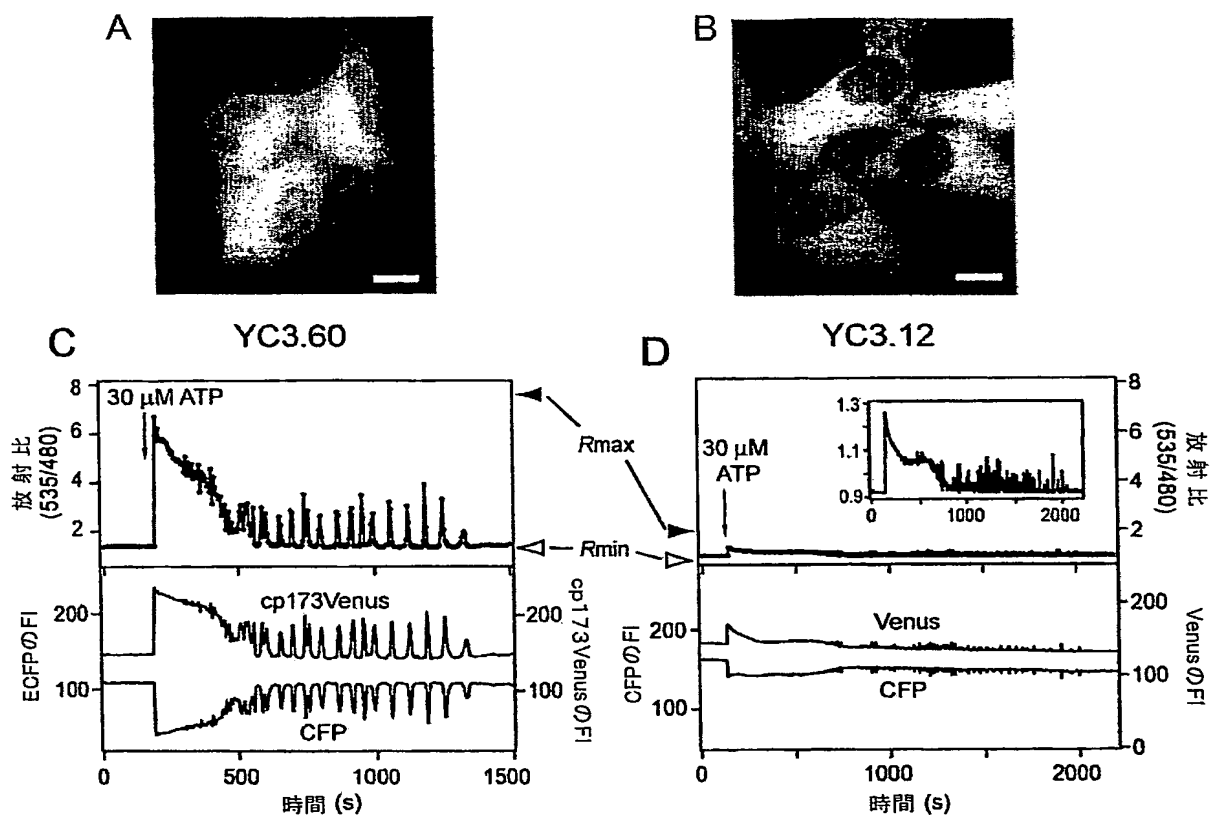 A
B
C
YC3.60
D
YC3.12
8
6
4
2
30 μM ATP
放射比
(535/480)
Rmax
Rmin
200
100
ECFPのFI
cp173Venus
CFP
200
100
cp173VenusのFI
0
500
1000
1500
時間 (s)
30 μM
ATP
1.3
1.1
0.9
0
1000
2000
8
6
4
2
放射比
(535/480)
200
100
CFPのFI
Venus
CFP
200
100
0
VenusのFI
0
1000
2000
時間 (s)